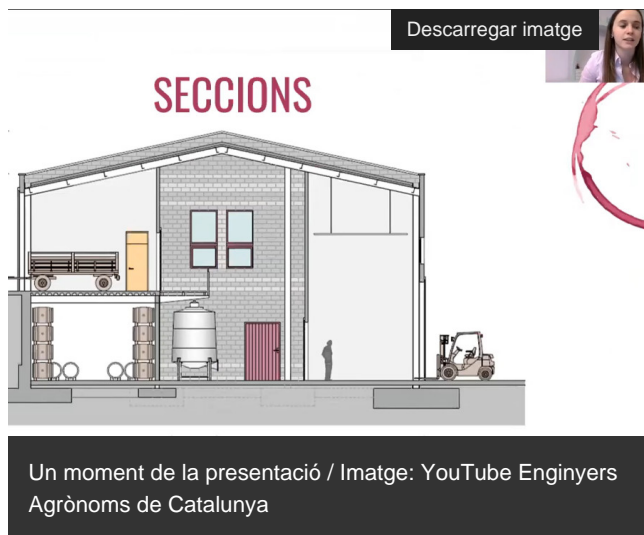 Descarregar imatge
SECCIONS
Un moment de la presentació / Imatge: YouTube Enginyers
Agrònoms de Catalunya